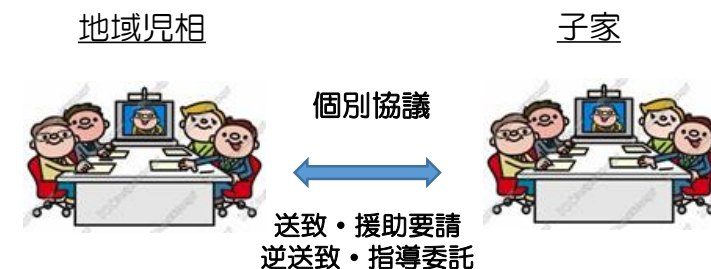 地域児相
子家
個別協議
送致・援助要請
逆送致・指導委託